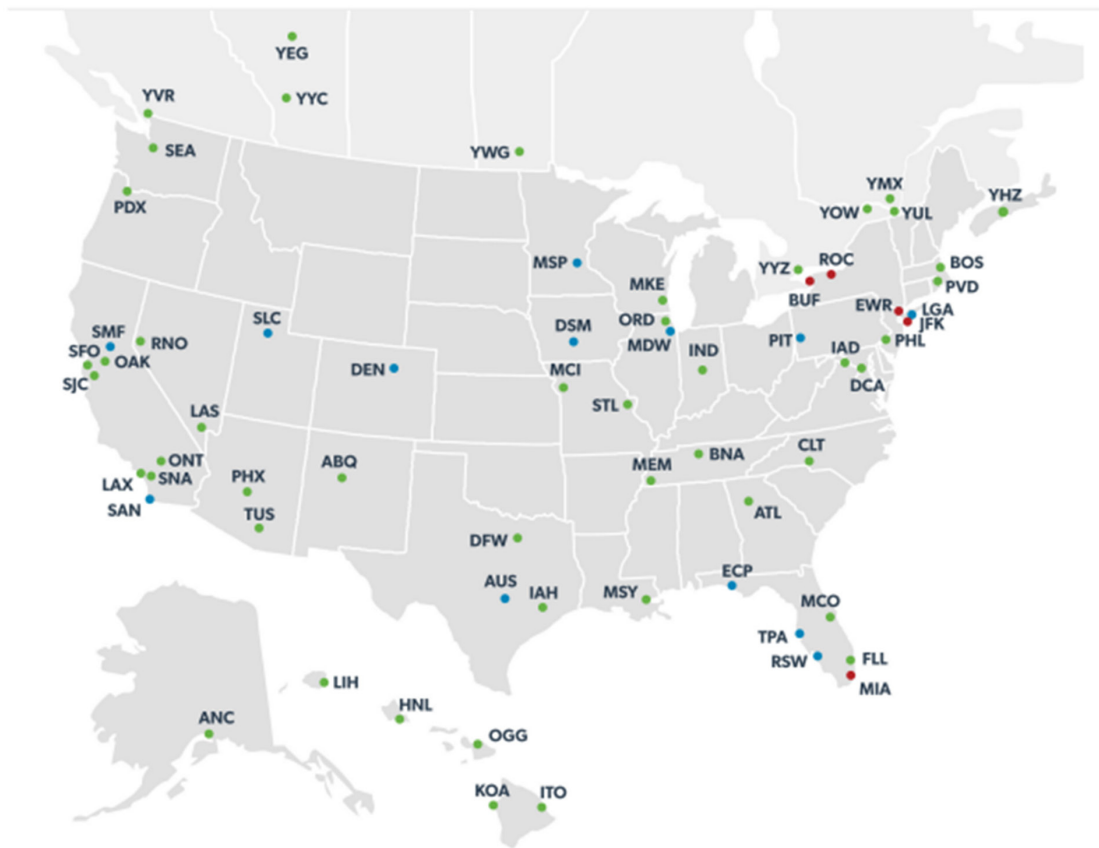 YEG
YYC
YVR
SEA
YWG
PDX
YMX
YHZ
YOW
YUL
MSP
YYZ
ROC
BOS
MKE
BUF
PVD
EWR
LGA
SLC
ORD
JFK
SMF
RNO
DSM
MDW
PIT
PHL
SFO
OAK
IND
IAD
DEN
MCI
SJC
DCA
LAS
STL
ONT
BNA
CLT
ABQ
MEM
LAX
SNA
PHX
SAN
TUS
ATL
DFW
ECP
AUS
IAH
MSY
MCO
TPA
RSW
FLL
LIH
MIA
HNL
ANC
OGG
KOA
ITO